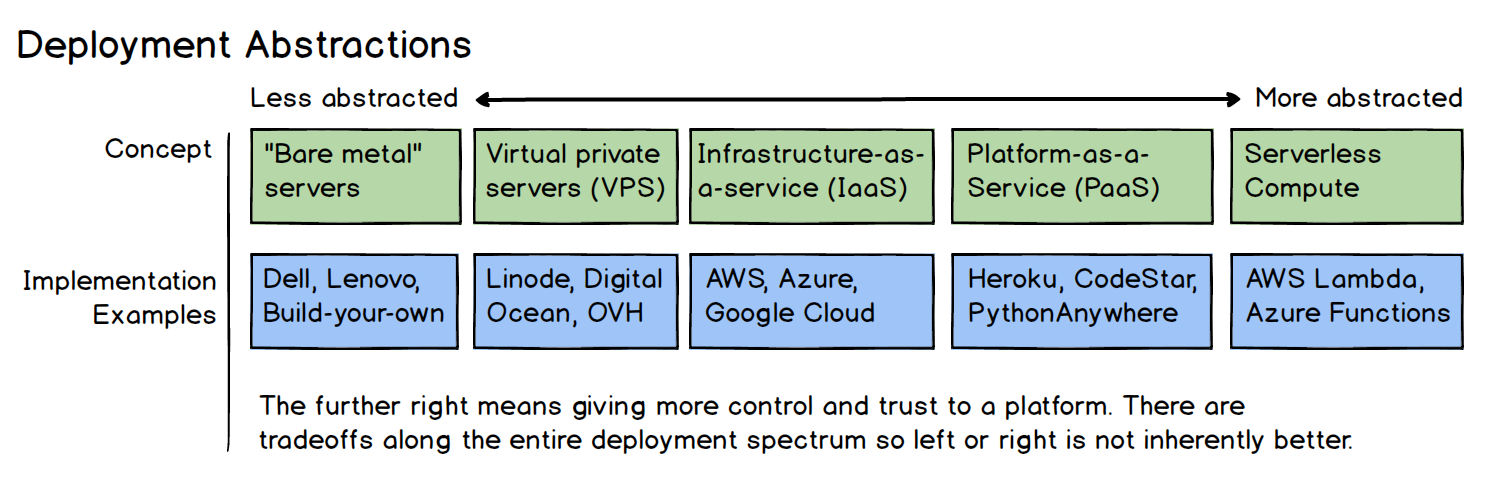 Deployment Abstractions
Less abstracted
More abstracted
Concept
"Bare metal"
servers
Virtual private
servers (VPS)
Infrastructure-as-
a-service (IaaS)
Platform-as-a-
Service (PaaS)
Serverless
Compute
Implementation
Examples
Dell, Lenovo,
Build-your-own
Linode, Digital
Ocean, OVH
AWS, Azure,
Google Cloud
Heroku, CodeStar,
PythonAnywhere
AWS Lambda,
Azure Functions
The further right means giving more control and trust to a platform. There are
tradeoffs along the entire deployment spectrum so left or right is not inherently better.